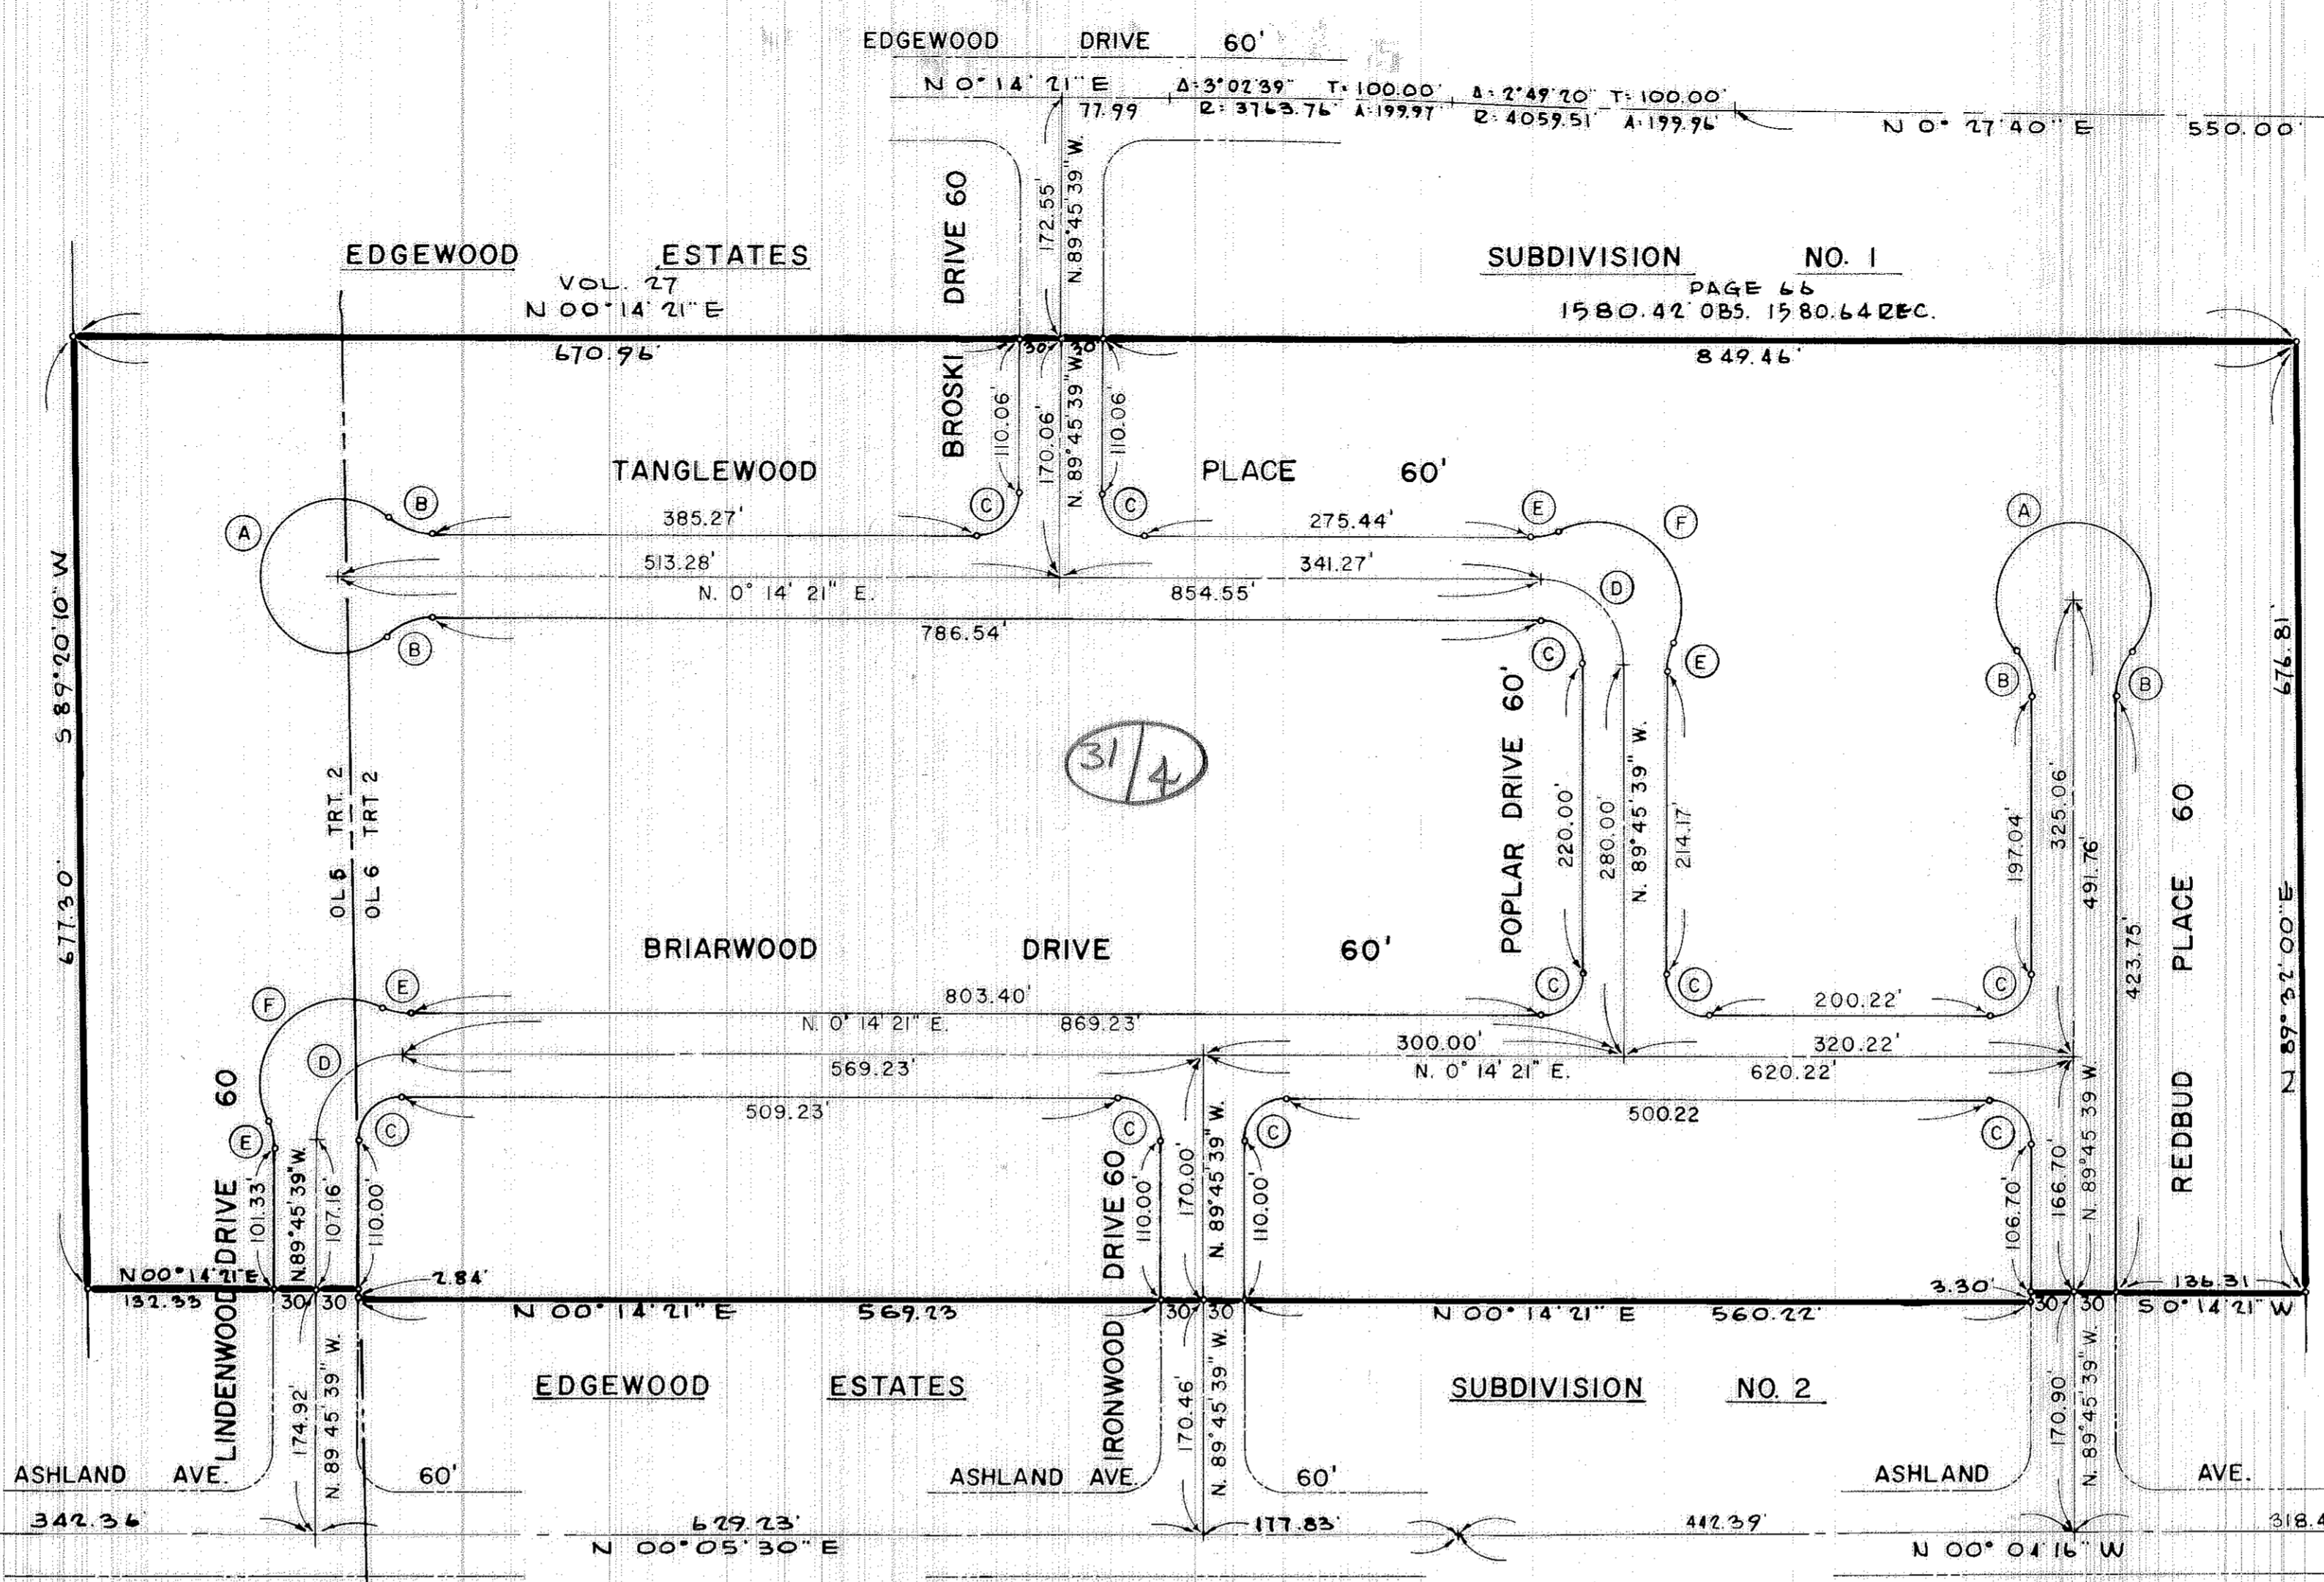 EDGEWOOD DRIVE 60'
N 0° 14' 21" E 77.99 Δ=3°02'39" T=100.00' R=3763.76' A=199.97' Δ=2°49'20" T=100.00' R=4059.51' A=199.96' N 0° 27' 40" E 550.00'
172.55'
N.89°45'39"W.
BROSKI DRIVE 60
EDGEWOOD ESTATES SUBDIVISION NO. 1
VOL. 27 PAGE 66
N 00°14' 21" E 1580.42' OBS. 1580.64 REC.
670.96' 30' 30' 849.46'
110.06'
170.06'
N. 89°45'39"W.
110.06'
TANGLEWOOD PLACE 60'
A B C C E F A
385.27' 275.44'
513.28' 341.27'
D
N. 0° 14' 21" E. 854.55'
786.54'
B C E B B
S 89°20'10" W
677.30'
OL 5 TRT. 2
OL 6 TRT 2
31/4
POPLAR DRIVE 60'
220.00'
280.00'
N. 89°45'39" W.
214.17'
197.04'
325.06'
491.76'
423.75'
REDBUD PLACE 60
676.81'
N 89°32'00"E
BRIARWOOD DRIVE 60'
F E C C C
803.40' 200.22'
N. 0° 14' 21" E. 869.23'
300.00' 320.22'
D
569.23' N. 0° 14' 21" E. 620.22'
509.23' 500.22
E C C C C
LINDENWOOD DRIVE 60
101.33'
N.89°45'39"W.
107.16'
110.00'
IRONWOOD DRIVE 60
110.00'
170.00'
N. 89°45'39" W.
110.00'
106.70'
166.70'
N. 89°45 39 W.
N 00°14'21"E 2.84' 3.30' 136.31
132.33 30 30 30 30 30 30 S 0°14'21" W
N 00° 14' 21" E 569.23 N 00° 14' 21" E 560.22'
EDGEWOOD ESTATES SUBDIVISION NO. 2
174.92'
N. 89 45' 39" W.
170.46'
N. 89°45'39" W.
170.90'
N. 89°45'39" W.
ASHLAND AVE. 60' ASHLAND AVE. 60' ASHLAND AVE.
342.36' 629.23' 177.83' 442.39' 318.4
N 00°05'30" E N 00° 04'16" W